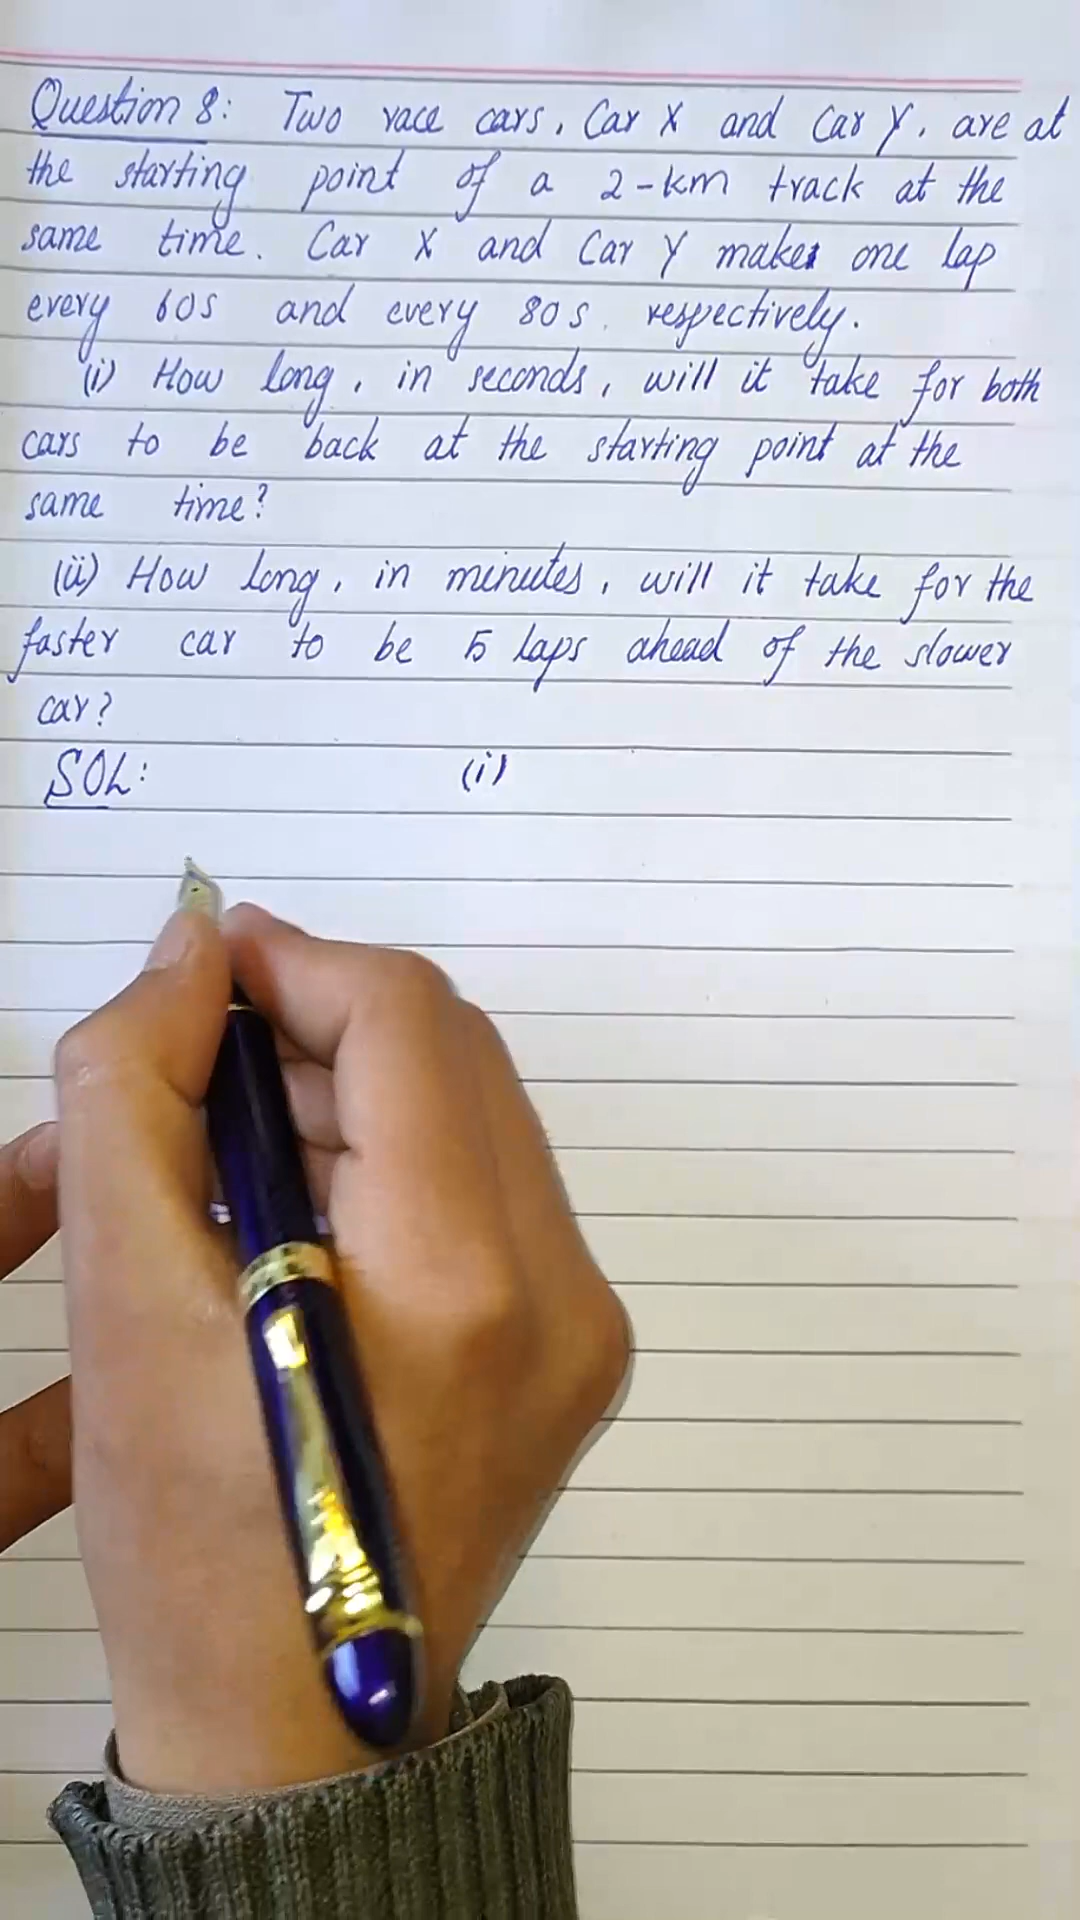 Question 8: Two race cars, Car X and Car Y, are at
the starting point of a 2-km track at the
same time. Car X and Car Y make one lap
every 60s and every 80s, respectively.
(i) How long, in seconds, will it take for both
cars to be back at the starting point at the
same time?
(ii) How long, in minutes, will it take for the
faster car to be 5 laps ahead of the slower
car?
SOL: (i)